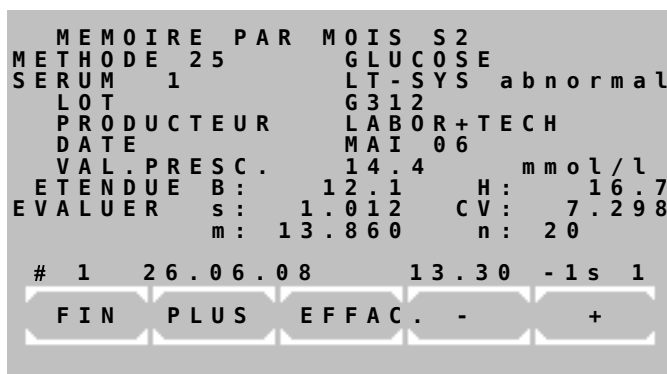 MEMOIRE PAR MOIS S2
METHODE 25 GLUCOSE
SERUM 1 LT-SYS abnormal
LOT G312
PRODUCTEUR LABOR+TECH
DATE MAI 06
VAL.PRESC. 14.4 mmol/l
ETENDUE B: 12.1 H: 16.7
EVALUER s: 1.012 CV: 7.298
m: 13.860 n: 20
# 1 26.06.08 13.30 -1s 1
FIN PLUS EFFAC. - +